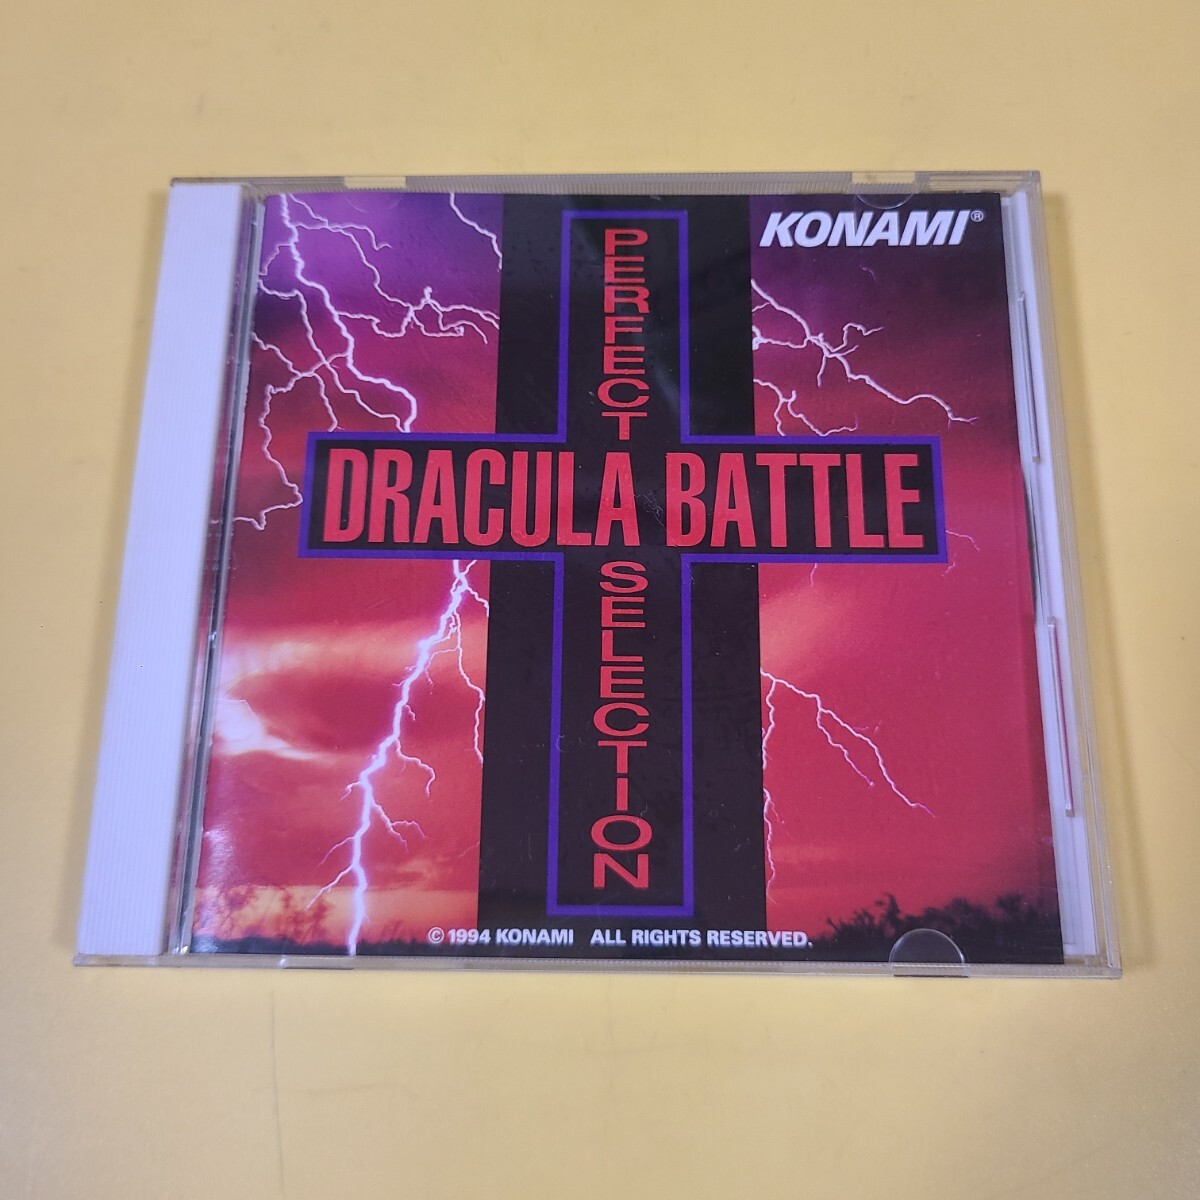 KONAMI®
PERFECT SELECTION
DRACULA BATTLE
© 1994 KONAMI ALL RIGHTS RESERVED.